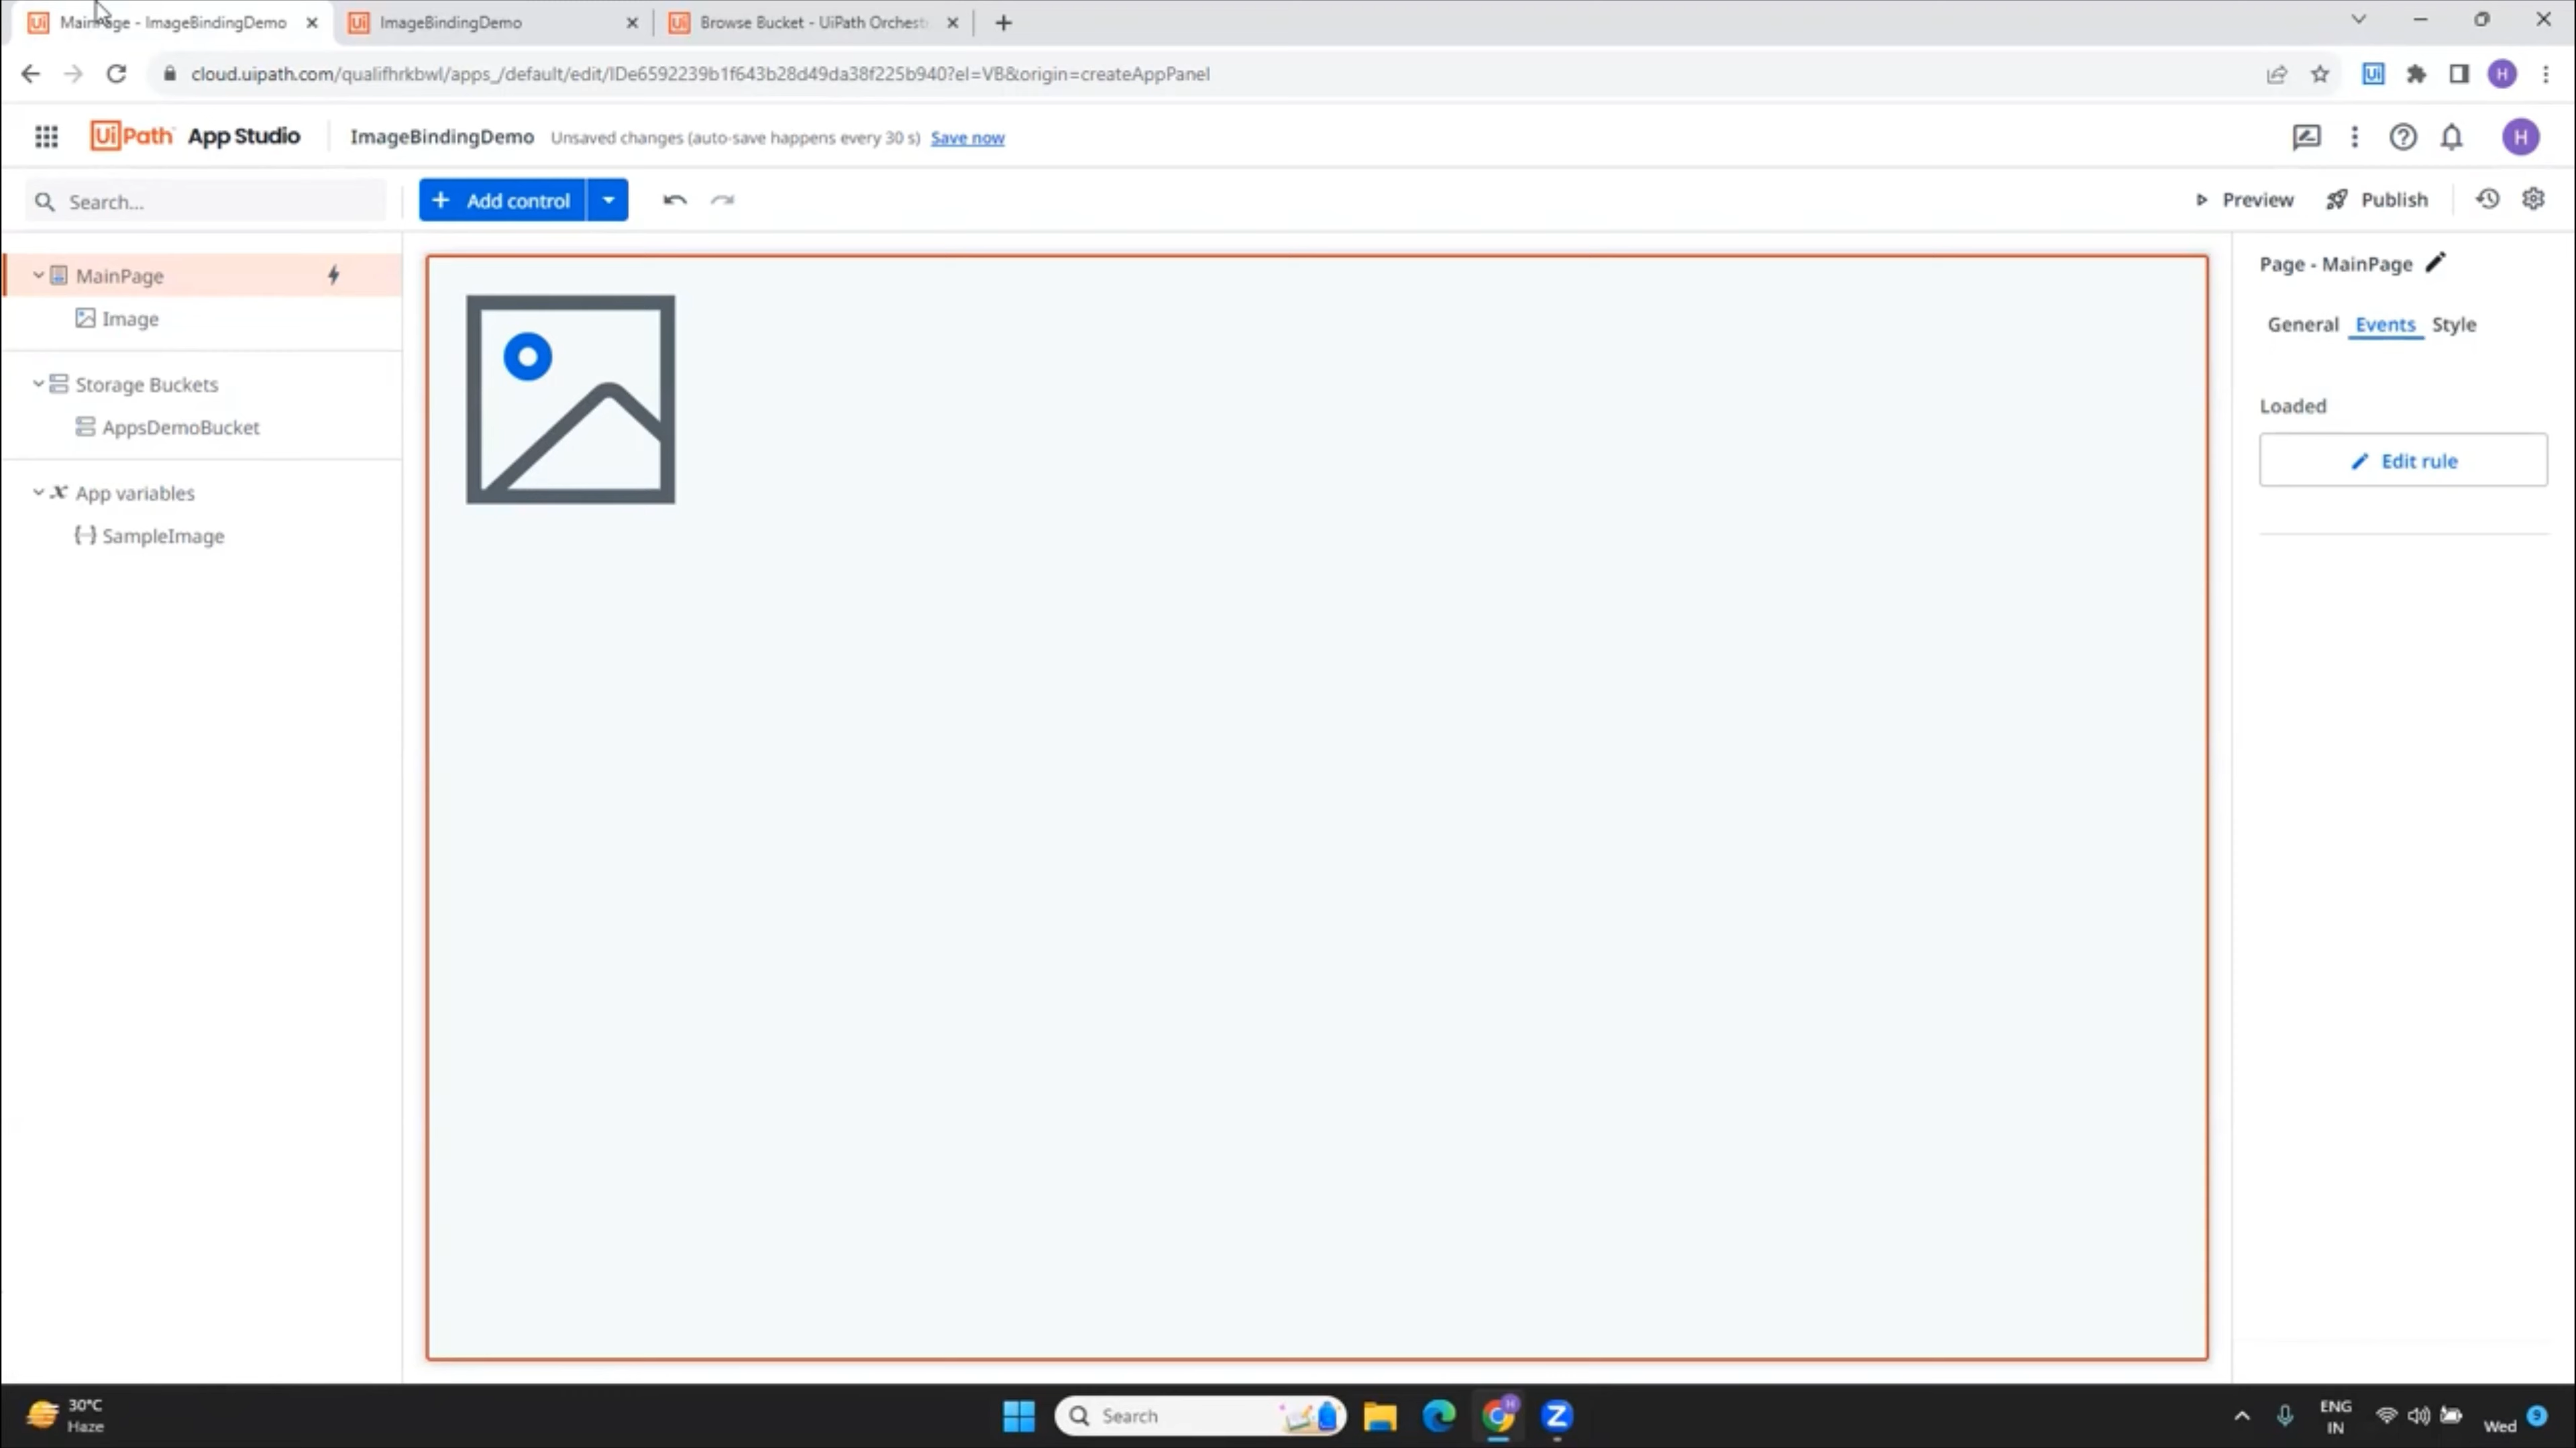 MainPage - ImageBindingDemo
ImageBindingDemo
Browse Bucket - UiPath Orchest
cloud.uipath.com/qualifhrkbwl/apps_/default/edit/IDe6592239b1f643b28d49da38f225b940?el=VB&origin=createAppPanel
Ui
H
UiPath App Studio
ImageBindingDemo
Unsaved changes (auto-save happens every 30 s)
Save now
H
Search...
+ Add control
Preview
Publish
MainPage
Image
Storage Buckets
AppsDemoBucket
App variables
SampleImage
Page - MainPage
General
Events
Style
Loaded
Edit rule
30°C
Haze
Search
ENG
IN
Wed
9